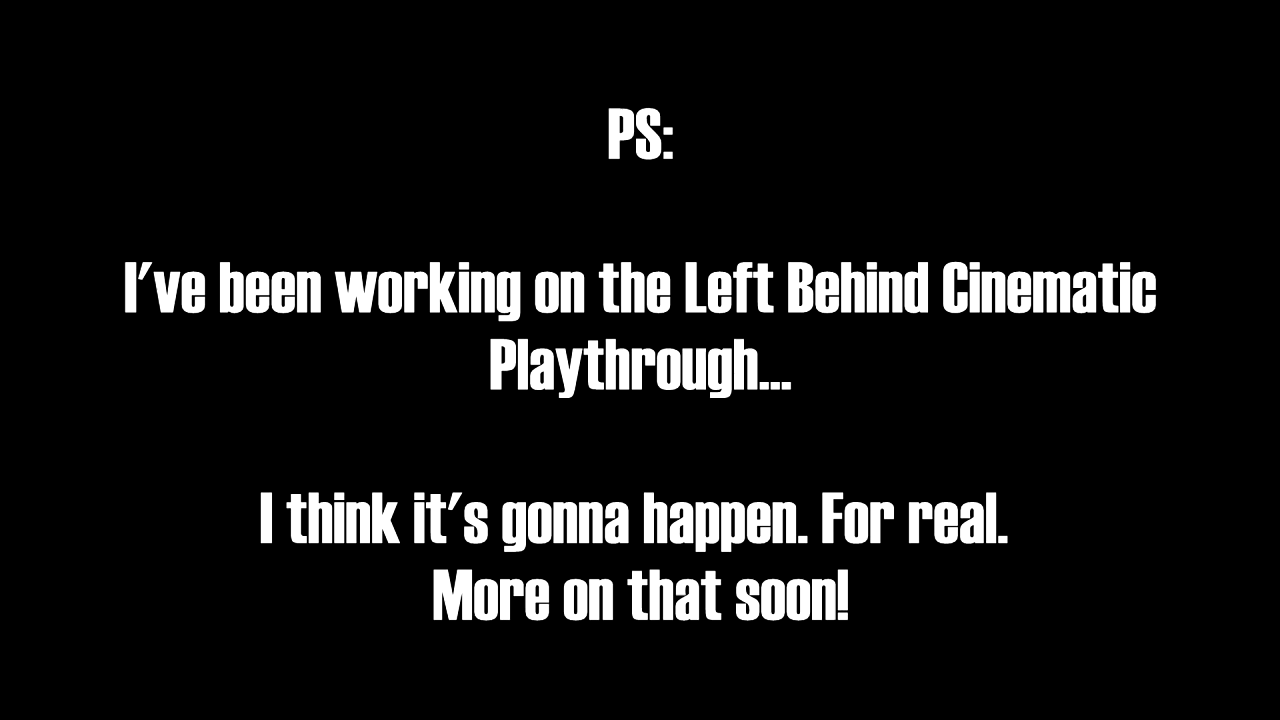 PS:
I've been working on the Left Behind Cinematic
Playthrough...
I think it's gonna happen. For real.
More on that soon!